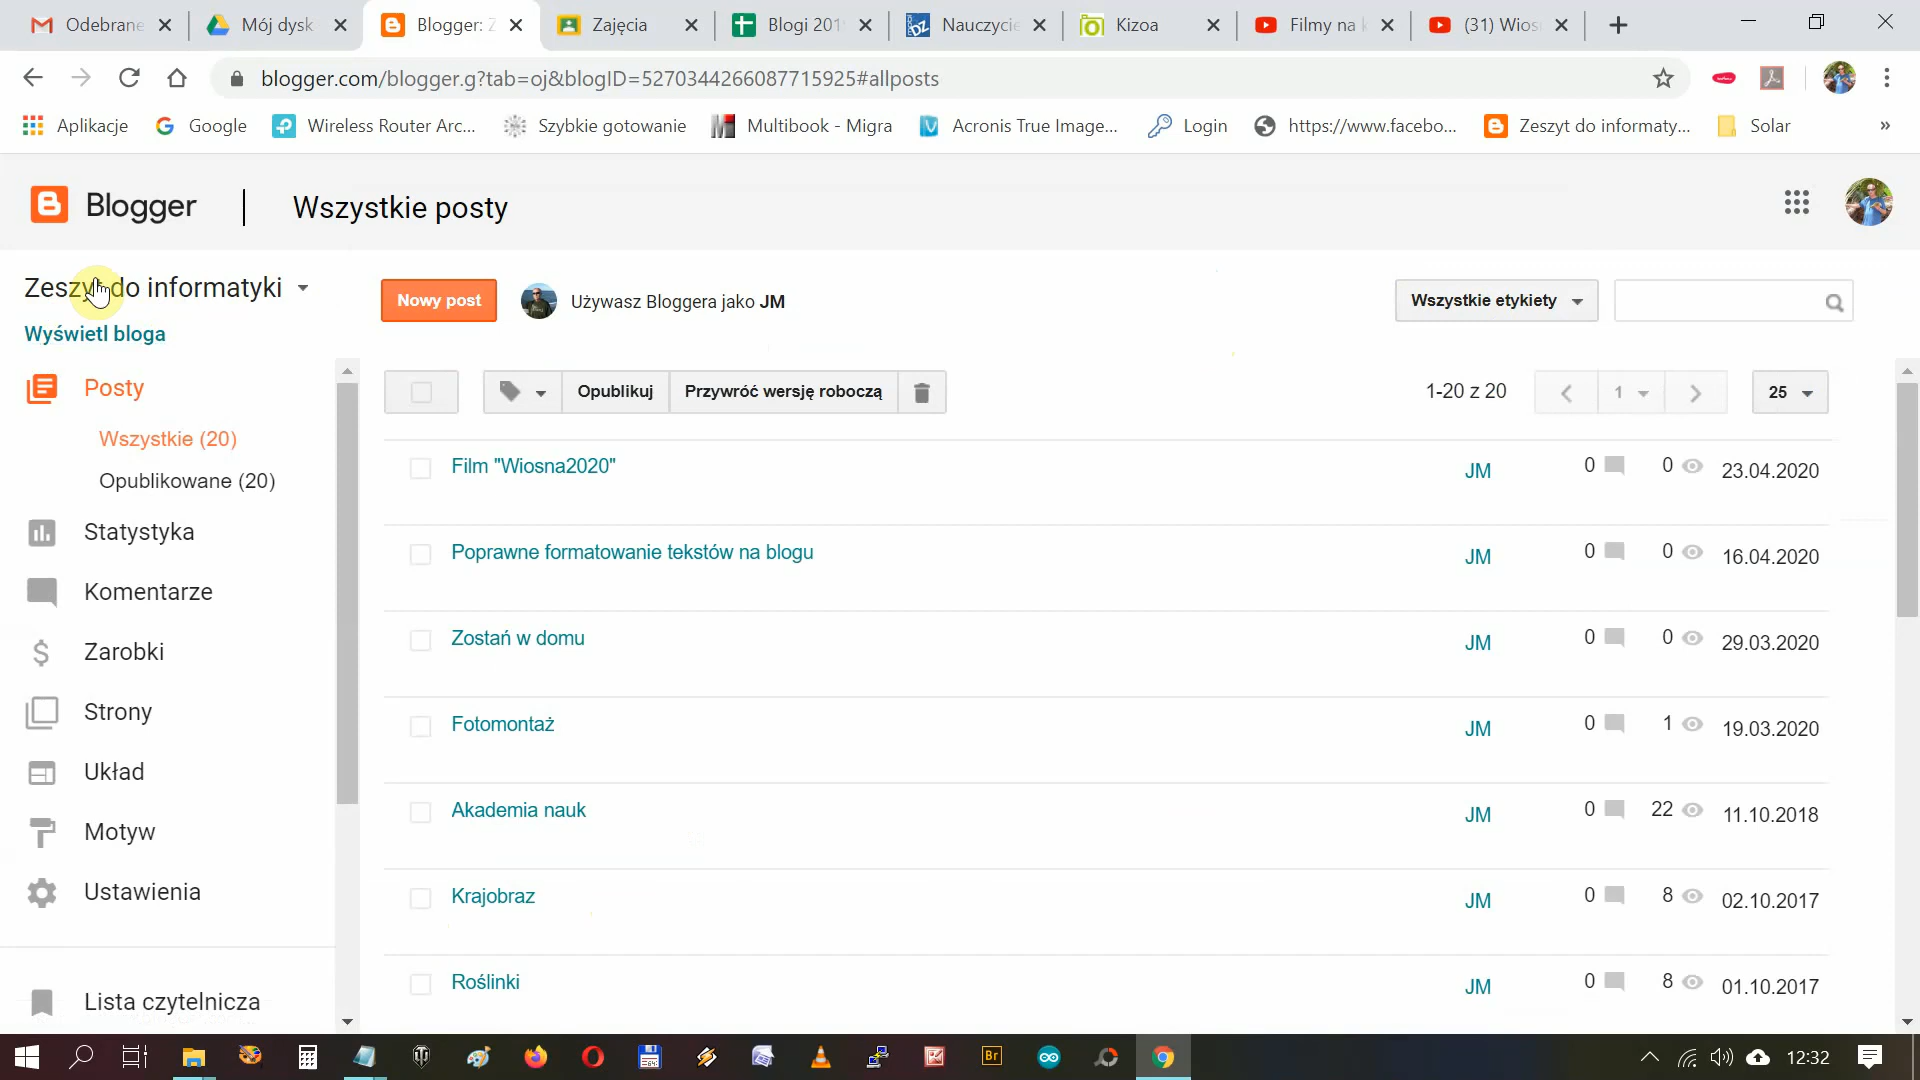 Odebrane
Mój dysk
Blogger: Z
Zajęcia
Blogi 201
Nauczycie
Kizoa
Filmy na k
(31) Wios
blogger.com/blogger.g?tab=oj&blogID=5270344266087715925#allposts
Aplikacje
Google
Wireless Router Arc...
Szybkie gotowanie
Multibook - Migra
Acronis True Image...
Login
https://www.facebo...
Zeszyt do informaty...
Solar
»
Blogger
Wszystkie posty
Zeszyt do informatyki
Wyświetl bloga
Nowy post
Używasz Bloggera jako JM
Wszystkie etykiety
Posty
Wszystkie (20)
Opublikowane (20)
Statystyka
Komentarze
Zarobki
Strony
Układ
Motyw
Ustawienia
Lista czytelnicza
Opublikuj
Przywróć wersję roboczą
1-20 z 20
1
25
Film "Wiosna2020" JM 0 0 23.04.2020
Poprawne formatowanie tekstów na blogu JM 0 0 16.04.2020
Zostań w domu JM 0 0 29.03.2020
Fotomontaż JM 0 1 19.03.2020
Akademia nauk JM 0 22 11.10.2018
Krajobraz JM 0 8 02.10.2017
Roślinki JM 0 8 01.10.2017
Br
12:32